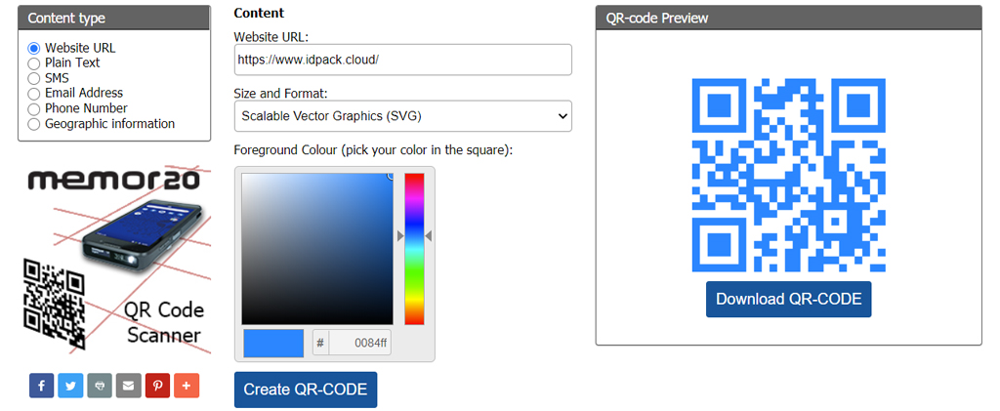 Content type
Website URL
Plain Text
SMS
Email Address
Phone Number
Geographic information
memor20
QR Code
Scanner
Content
Website URL:
https://www.idpack.cloud/
Size and Format:
Scalable Vector Graphics (SVG)
Foreground Colour (pick your color in the square):
# 0084ff
Create QR-CODE
QR-code Preview
Download QR-CODE